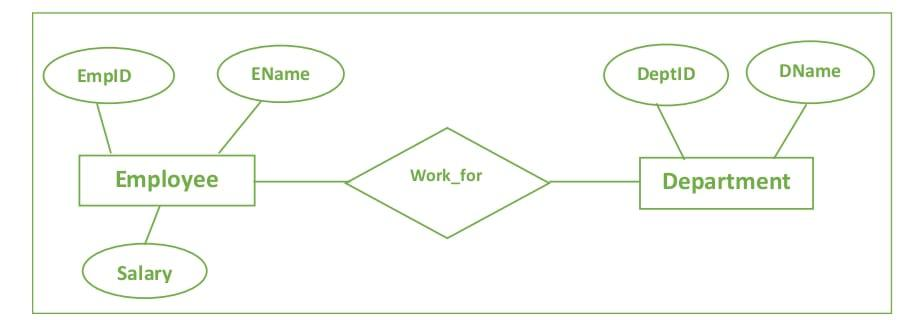 EmpID
EName
DeptID
DName
Employee
Work_for
Department
Salary